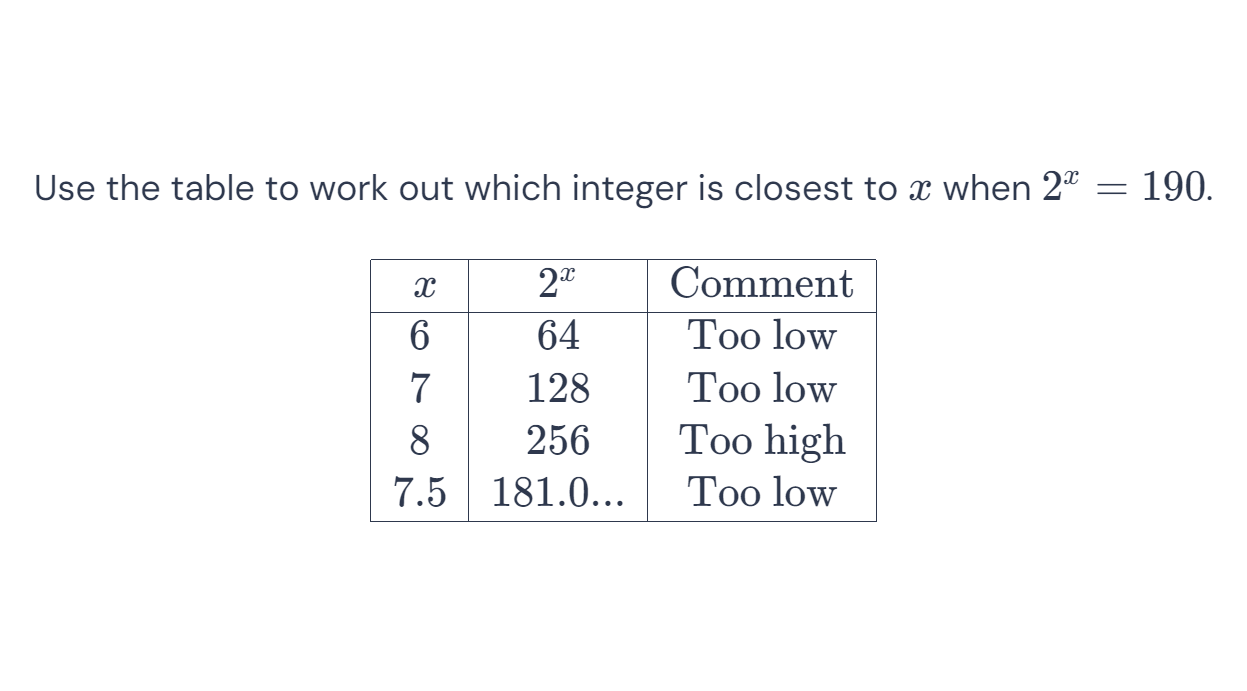 Use the table to work out which integer is closest to x when 2^x = 190.
x 2^x Comment
6 64 Too low
7 128 Too low
8 256 Too high
7.5 181.0... Too low